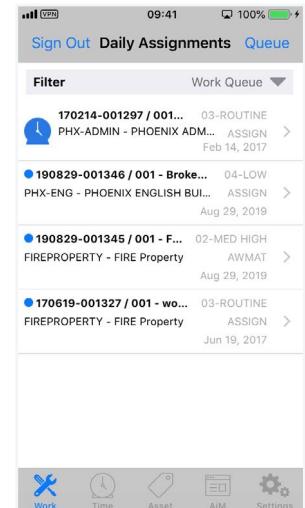 VPN 09:41 100%
Sign Out Daily Assignments Queue
Filter Work Queue
170214-001297 / 001... 03-ROUTINE
PHX-ADMIN - PHOENIX ADM... ASSIGN
Feb 14, 2017
190829-001346 / 001 - Broke... 04-LOW
PHX-ENG - PHOENIX ENGLISH BUI... ASSIGN
Aug 29, 2019
190829-001345 / 001 - F... 02-MED HIGH
FIREPROPERTY - FIRE Property AWMAT
Aug 29, 2019
170619-001327 / 001 - wo... 03-ROUTINE
FIREPROPERTY - FIRE Property ASSIGN
Jun 19, 2017
Work Time Asset AiM Settings